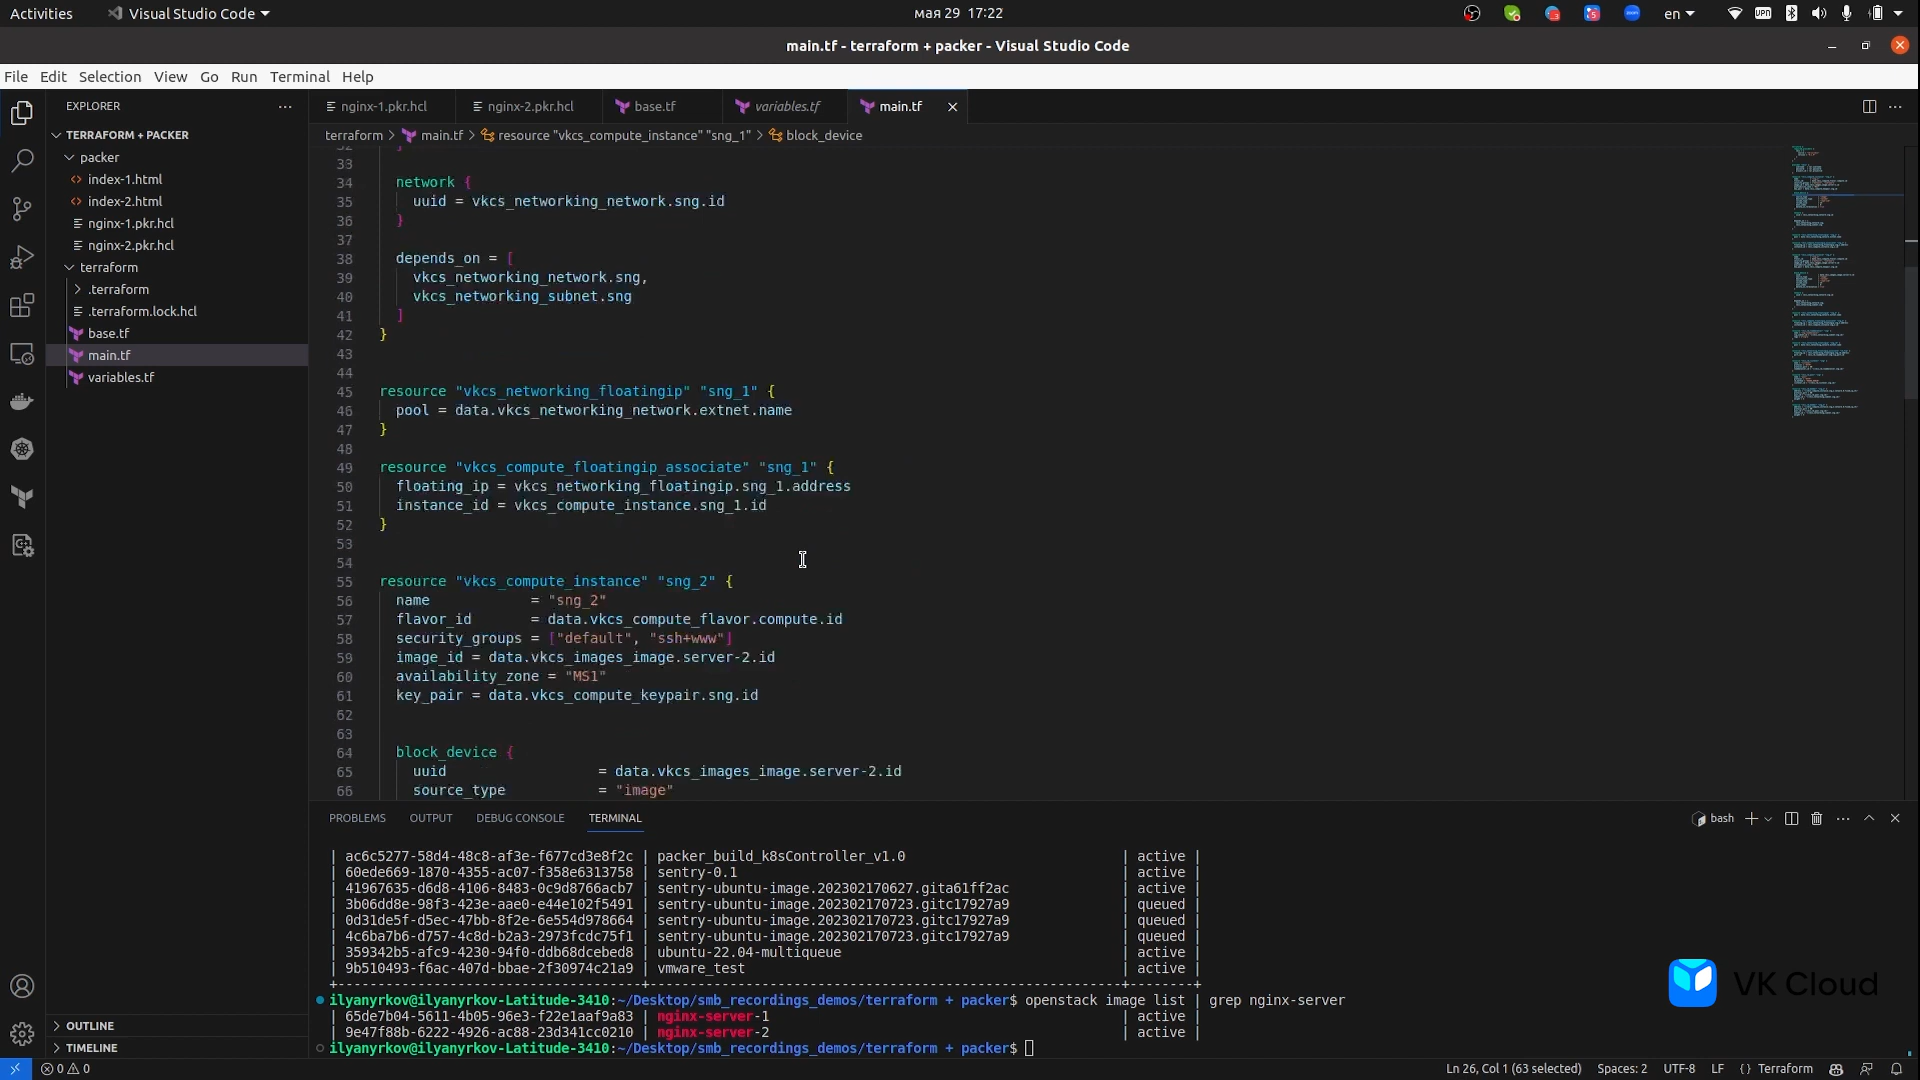 Activities
Visual Studio Code
мая 29 17:22
en
main.tf - terraform + packer - Visual Studio Code
File Edit Selection View Go Run Terminal Help
EXPLORER
TERRAFORM + PACKER
packer
index-1.html
index-2.html
nginx-1.pkr.hcl
nginx-2.pkr.hcl
terraform
.terraform
.terraform.lock.hcl
base.tf
main.tf
variables.tf
OUTLINE
TIMELINE
nginx-1.pkr.hcl nginx-2.pkr.hcl base.tf variables.tf main.tf
terraform > main.tf > resource "vkcs_compute_instance" "sng_1" > block_device
33
34 network {
35 uuid = vkcs_networking_network.sng.id
36 }
37
38 depends_on = [
39 vkcs_networking_network.sng,
40 vkcs_networking_subnet.sng
41 ]
42 }
43
44
45 resource "vkcs_networking_floatingip" "sng_1" {
46 pool = data.vkcs_networking_network.extnet.name
47 }
48
49 resource "vkcs_compute_floatingip_associate" "sng_1" {
50 floating_ip = vkcs_networking_floatingip.sng_1.address
51 instance_id = vkcs_compute_instance.sng_1.id
52 }
53
54
55 resource "vkcs_compute_instance" "sng_2" {
56 name = "sng_2"
57 flavor_id = data.vkcs_compute_flavor.compute.id
58 security_groups = ["default", "ssh+www"]
59 image_id = data.vkcs_images_image.server-2.id
60 availability_zone = "MS1"
61 key_pair = data.vkcs_compute_keypair.sng.id
62
63
64 block_device {
65 uuid = data.vkcs_images_image.server-2.id
66 source_type = "image"
PROBLEMS OUTPUT DEBUG CONSOLE TERMINAL
bash
| ac6c5277-58d4-48c8-af3e-f677cd3e8f2c | packer_build_k8sController_v1.0 | active |
| 60ede669-1870-4355-ac07-f358e6313758 | sentry-0.1 | active |
| 41967635-d6d8-4106-8483-0c9d8766acb7 | sentry-ubuntu-image.202302170627.gita61ff2ac | active |
| 3b06dd8e-98f3-423e-aae0-e44e102f5491 | sentry-ubuntu-image.202302170723.gitc17927a9 | queued |
| 0d31de5f-d5ec-47bb-8f2e-6e554d978664 | sentry-ubuntu-image.202302170723.gitc17927a9 | queued |
| 4c6ba7b6-d757-4c8d-b2a3-2973fcdc75f1 | sentry-ubuntu-image.202302170723.gitc17927a9 | queued |
| 359342b5-afc9-4230-94f0-ddb68dcebed8 | ubuntu-22.04-multiqueue | active |
| 9b510493-f6ac-407d-bbae-2f30974c21a9 | vmware_test | active |
ilyanyrkov@ilyanyrkov-Latitude-3410:~/Desktop/smb_recordings_demos/terraform + packer$ openstack image list | grep nginx-server
| 65de7b04-5611-4b05-96e3-f22e1aaf9a83 | nginx-server-1 | active |
| 9e47f88b-6222-4926-ac88-23d341cc0210 | nginx-server-2 | active |
ilyanyrkov@ilyanyrkov-Latitude-3410:~/Desktop/smb_recordings_demos/terraform + packer$
VK Cloud
0 0
Ln 26, Col 1 (63 selected) Spaces: 2 UTF-8 LF {} Terraform